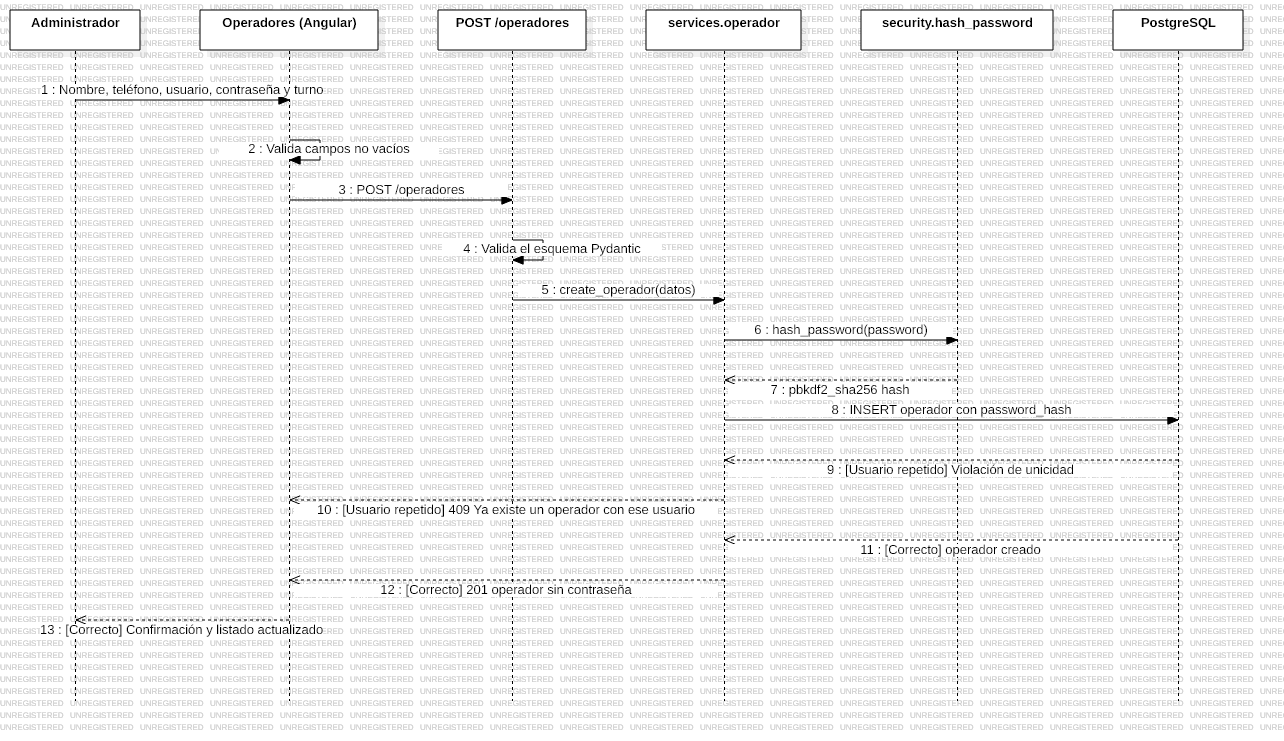 Administrador
Operadores (Angular)
POST /operadores
services.operador
security.hash_password
PostgreSQL
1 : Nombre, teléfono, usuario, contraseña y turno
2 : Valida campos no vacíos
3 : POST /operadores
4 : Valida el esquema Pydantic
5 : create_operador(datos)
6 : hash_password(password)
7 : pbkdf2_sha256 hash
8 : INSERT operador con password_hash
9 : [Usuario repetido] Violación de unicidad
10 : [Usuario repetido] 409 Ya existe un operador con ese usuario
11 : [Correcto] operador creado
12 : [Correcto] 201 operador sin contraseña
13 : [Correcto] Confirmación y listado actualizado
UNREGISTERED